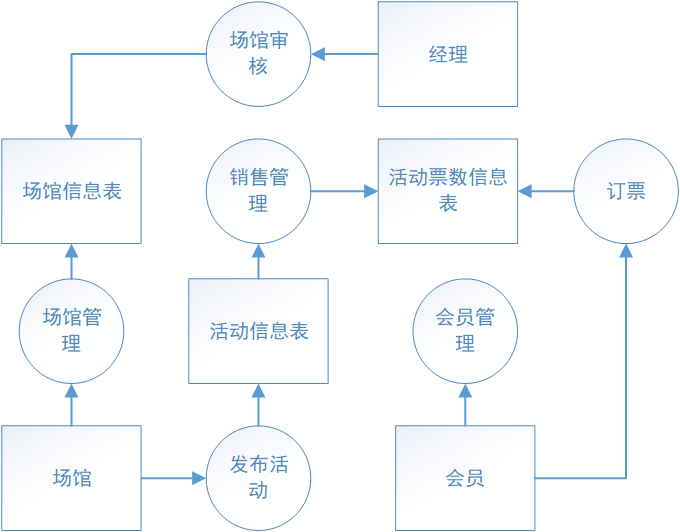 场馆审
核
经理
场馆信息表
销售管
理
活动票数信息
表
订票
场馆管
理
活动信息表
会员管
理
场馆
发布活
动
会员